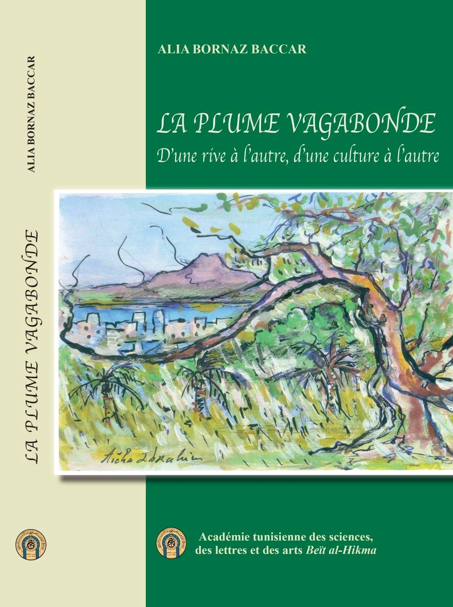 ALIA BORNAZ BACCAR
LA PLUME VAGABONDE
ALIA BORNAZ BACCAR
LA PLUME VAGABONDE
D'une rive à l'autre, d'une culture à l'autre
Académie tunisienne des sciences,
des lettres et des arts Beït al-Hikma